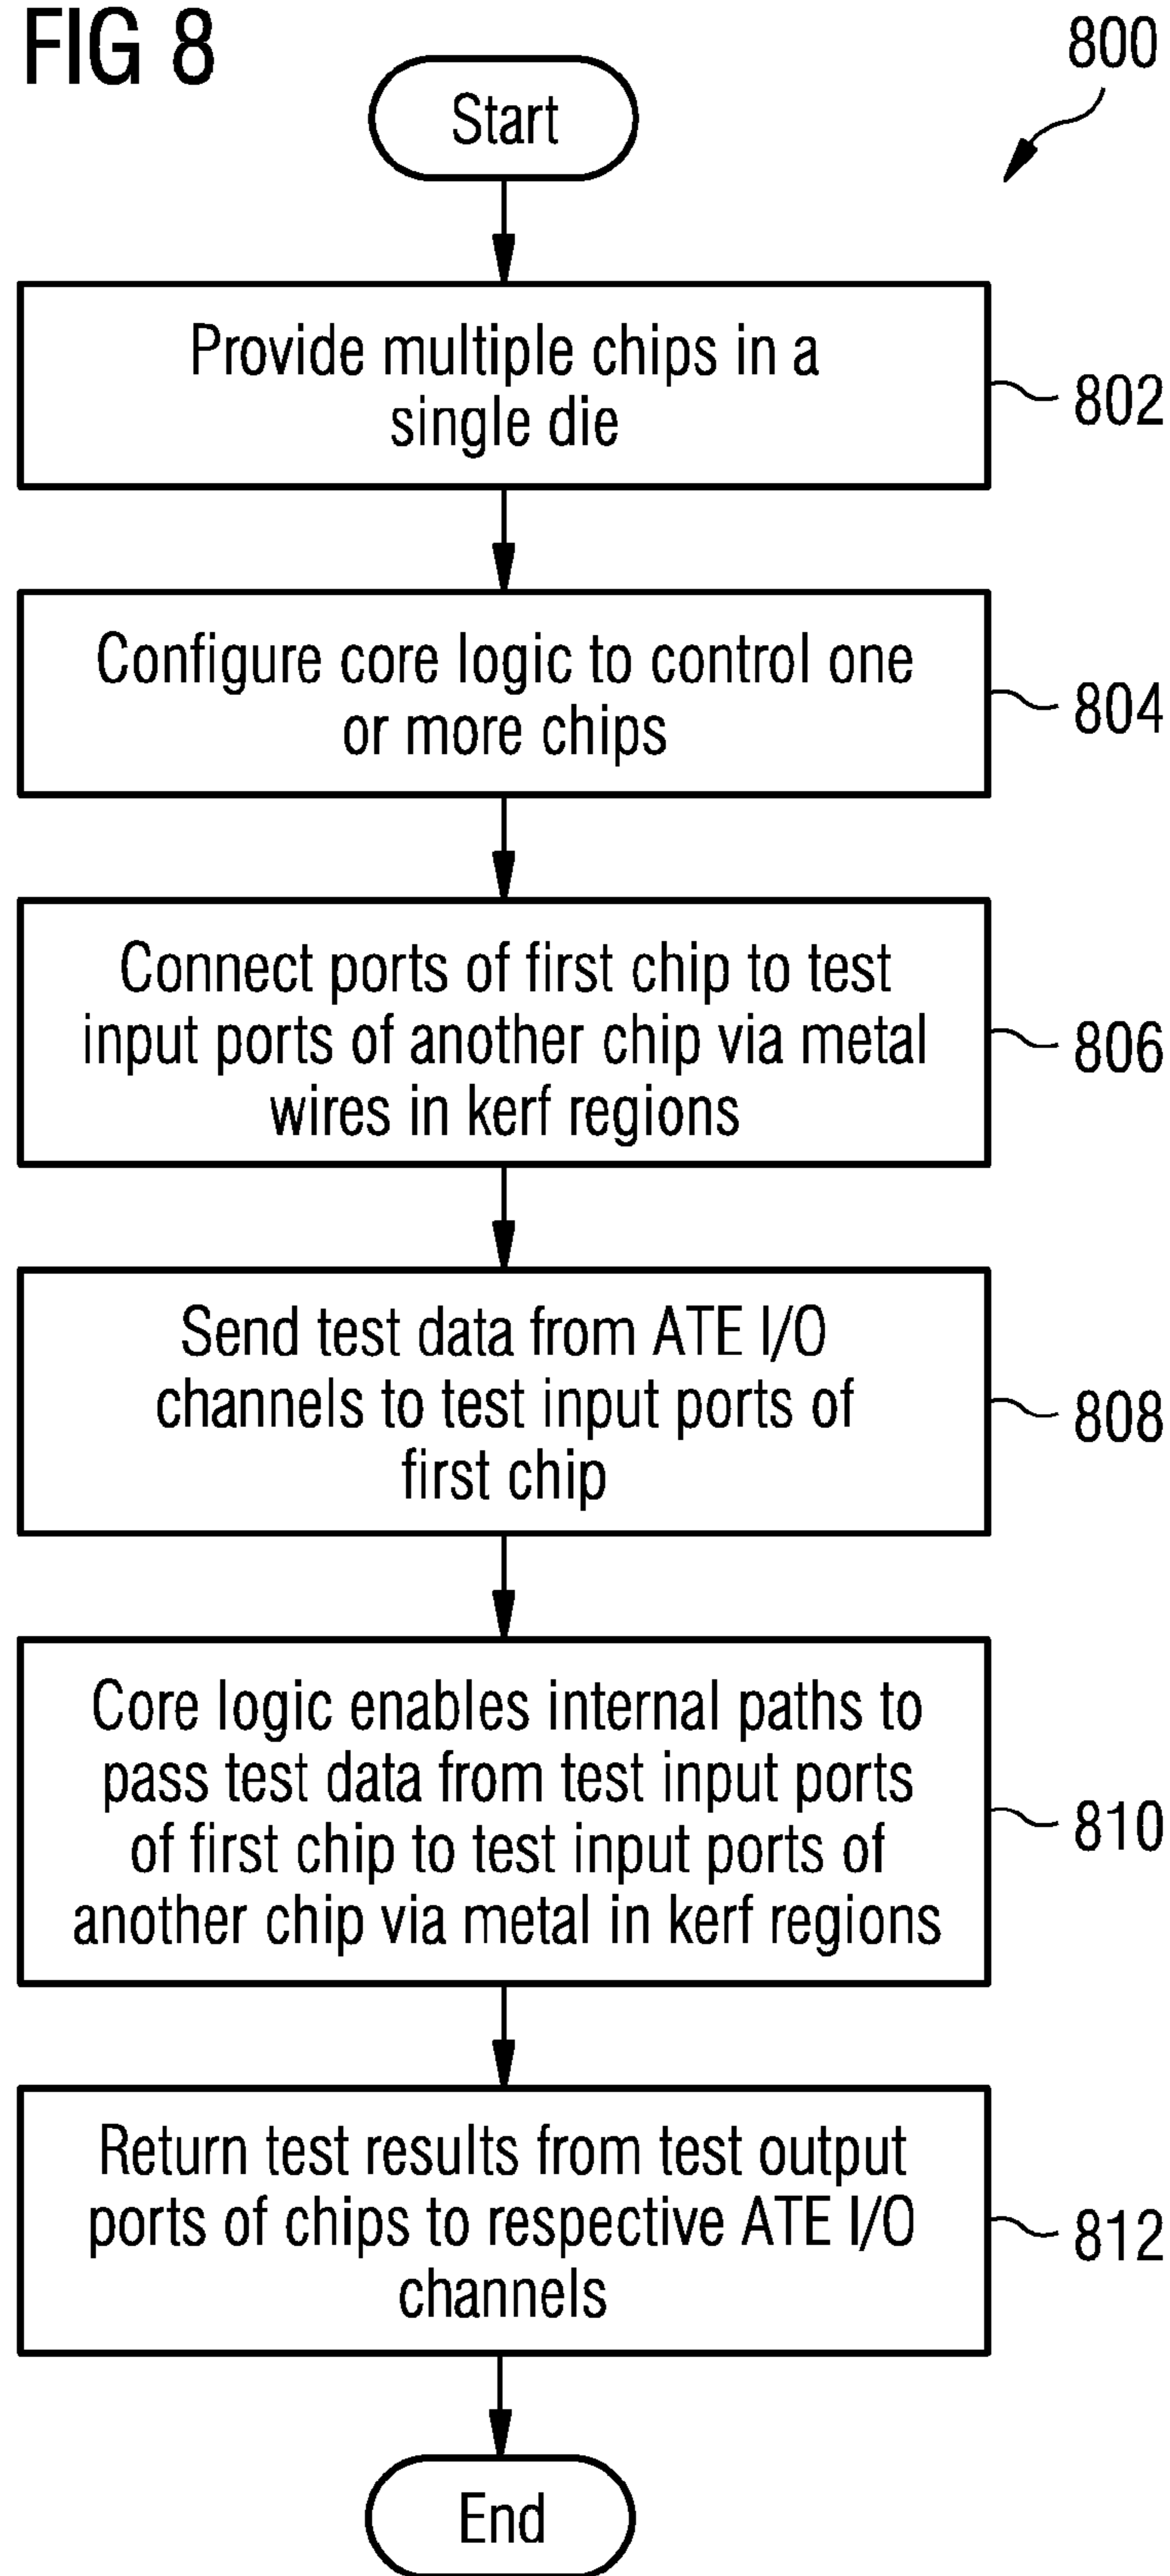 FIG 8
800
Start
Provide multiple chips in a
single die
802
Configure core logic to control one
or more chips
804
Connect ports of first chip to test
input ports of another chip via metal
wires in kerf regions
806
Send test data from ATE I/O
channels to test input ports of
first chip
808
Core logic enables internal paths to
pass test data from test input ports
of first chip to test input ports of
another chip via metal in kerf regions
810
Return test results from test output
ports of chips to respective ATE I/O
channels
812
End